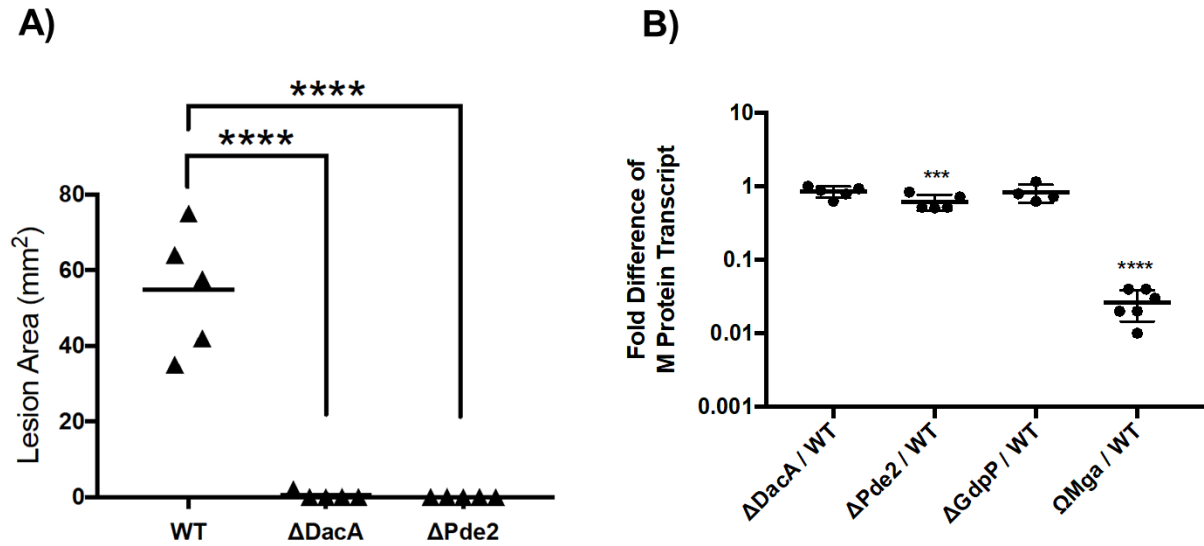 A)
****
****
Lesion Area (mm²)
80
60
40
20
0
WT
ΔDacA
ΔPde2
B)
Fold Difference of
M Protein Transcript
10
1
0.1
0.01
0.001
***
****
ΔDacA / WT
ΔPde2 / WT
ΔGdpP / WT
ΩMga / WT